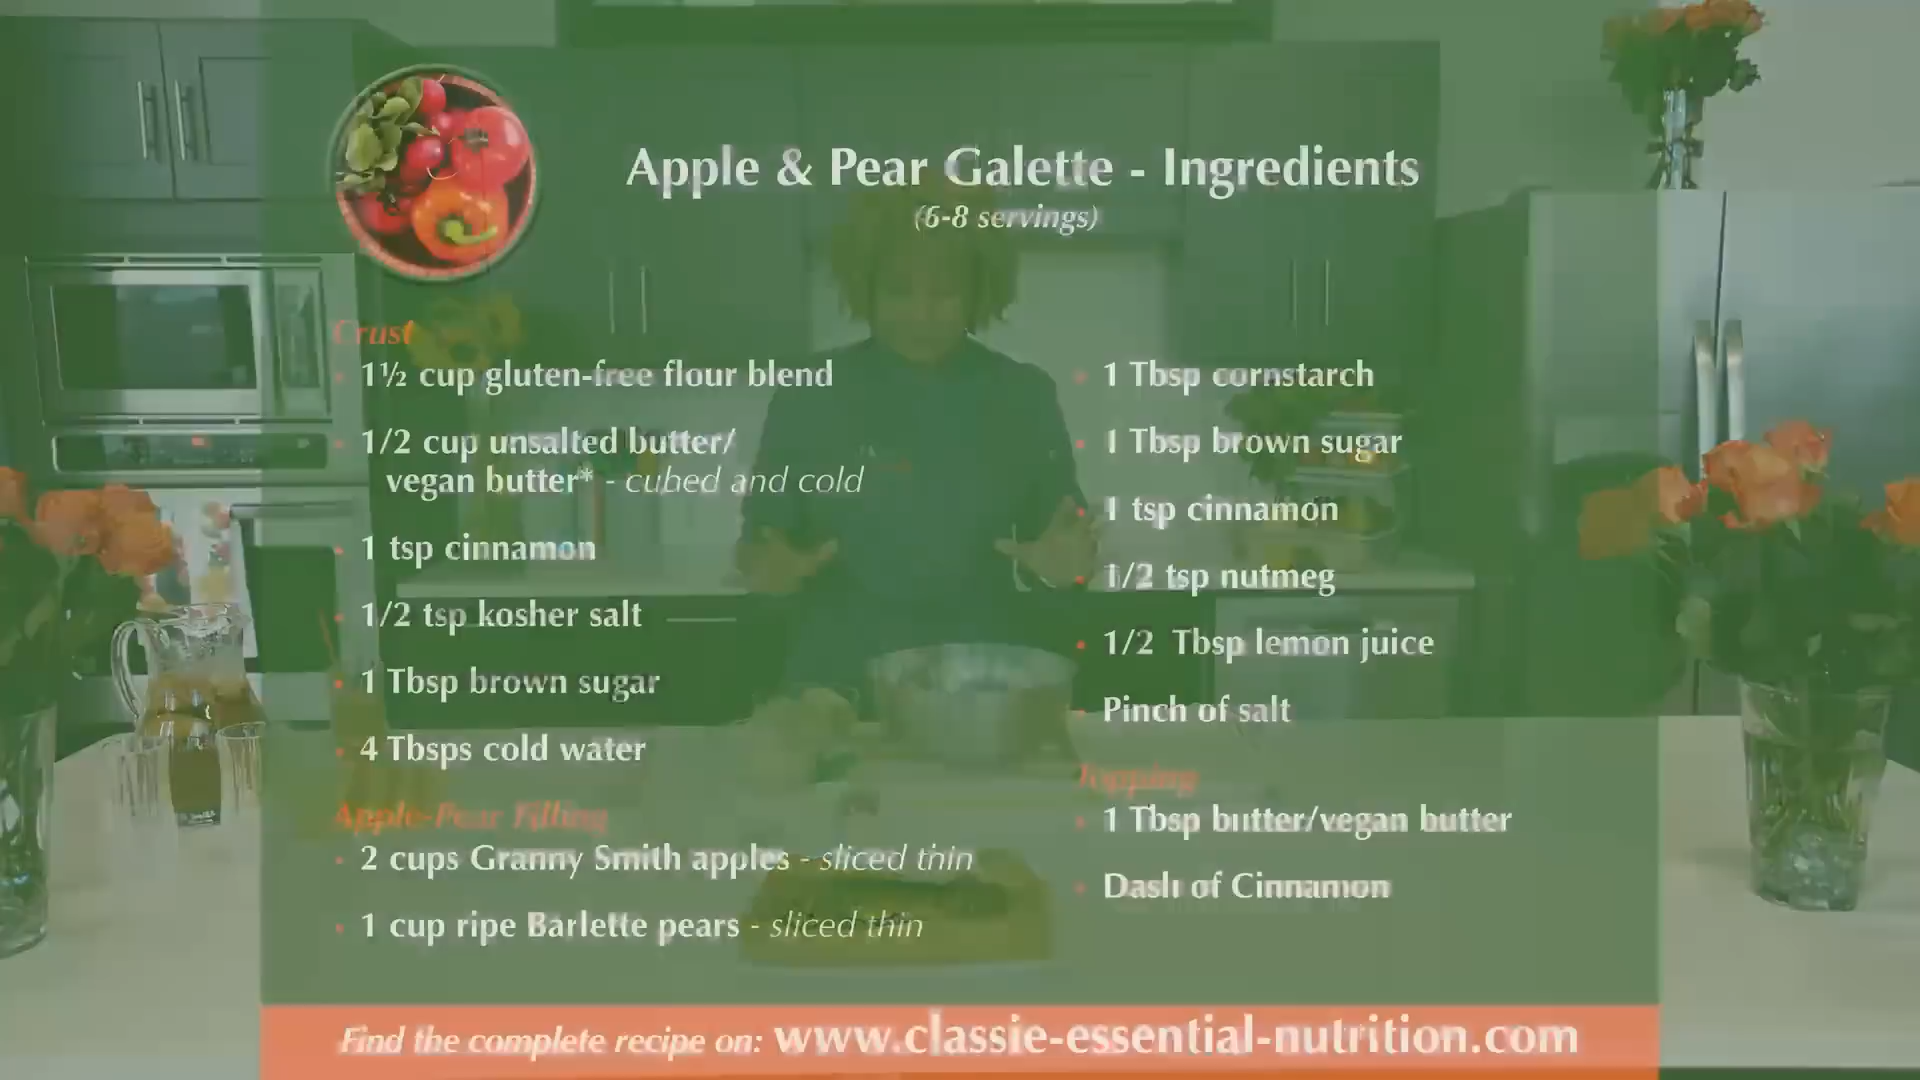 Apple & Pear Galette - Ingredients
(6-8 servings)
Crust
1½ cup gluten-free flour blend
1/2 cup unsalted butter/
vegan butter* - cubed and cold
1 tsp cinnamon
1/2 tsp kosher salt
1 Tbsp brown sugar
4 Tbsps cold water
Apple-Pear Filling
2 cups Granny Smith apples - sliced thin
1 cup ripe Barlette pears - sliced thin
1 Tbsp cornstarch
1 Tbsp brown sugar
1 tsp cinnamon
1/2 tsp nutmeg
1/2 Tbsp lemon juice
Pinch of salt
Topping
1 Tbsp butter/vegan butter
Dash of Cinnamon
Find the complete recipe on: www.classie-essential-nutrition.com